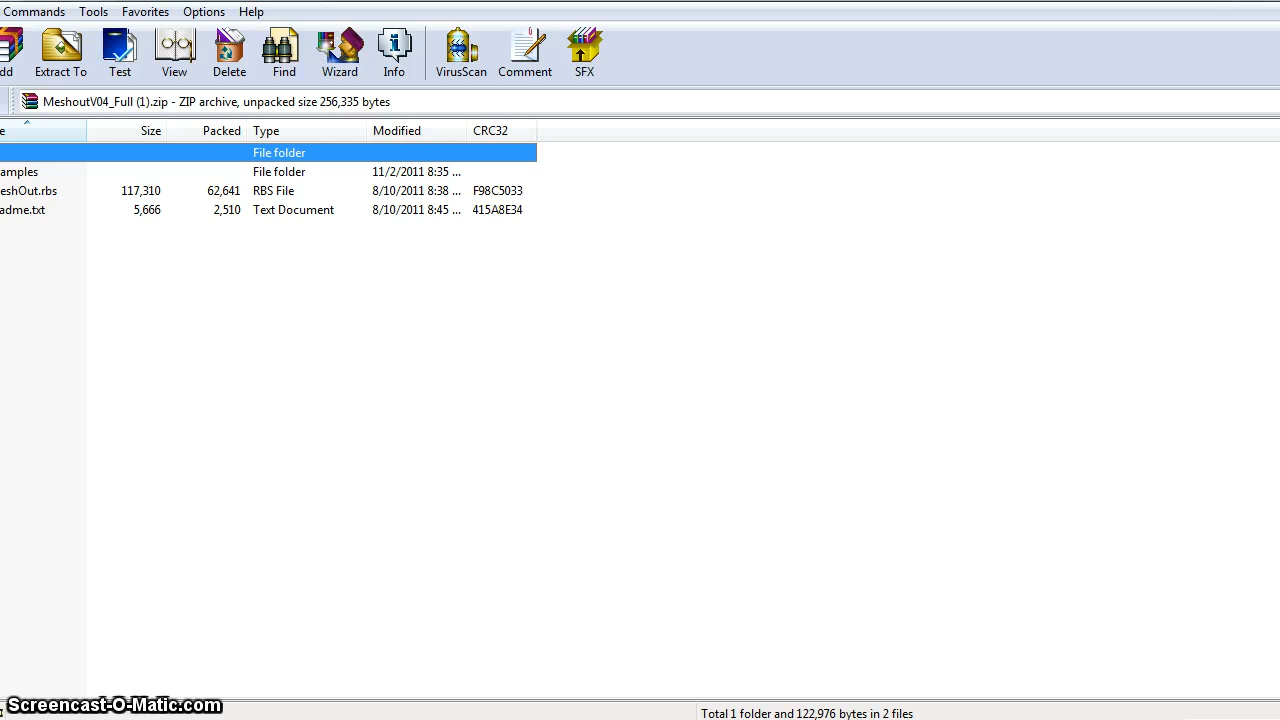 Commands Tools Favorites Options Help
dd Extract To Test View Delete Find Wizard Info VirusScan Comment SFX
MeshoutV04_Full (1).zip - ZIP archive, unpacked size 256,335 bytes
e Size Packed Type Modified CRC32
File folder
amples File folder 11/2/2011 8:35 ...
eshOut.rbs 117,310 62,641 RBS File 8/10/2011 8:38 ... F98C5033
adme.txt 5,666 2,510 Text Document 8/10/2011 8:45 ... 415A8E34
Screencast-O-Matic.com
Total 1 folder and 122,976 bytes in 2 files